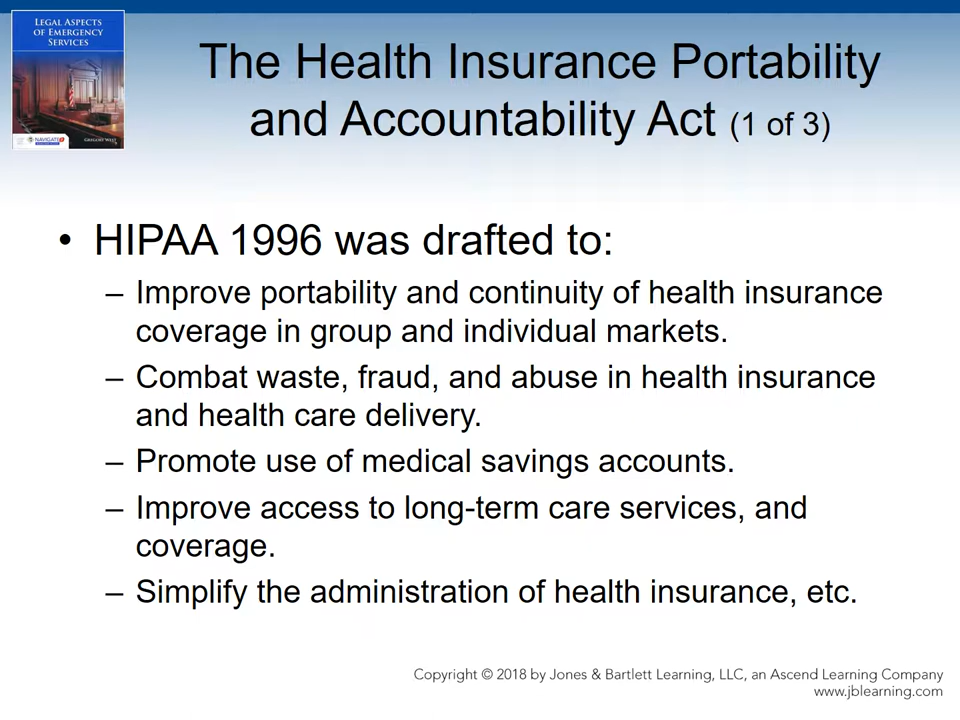 LEGAL ASPECTS
OF EMERGENCY
SERVICES
NAVIGATE
GREGORY WEST
The Health Insurance Portability
and Accountability Act (1 of 3)
• HIPAA 1996 was drafted to:
– Improve portability and continuity of health insurance
coverage in group and individual markets.
– Combat waste, fraud, and abuse in health insurance
and health care delivery.
– Promote use of medical savings accounts.
– Improve access to long-term care services, and
coverage.
– Simplify the administration of health insurance, etc.
Copyright © 2018 by Jones & Bartlett Learning, LLC, an Ascend Learning Company
www.jblearning.com